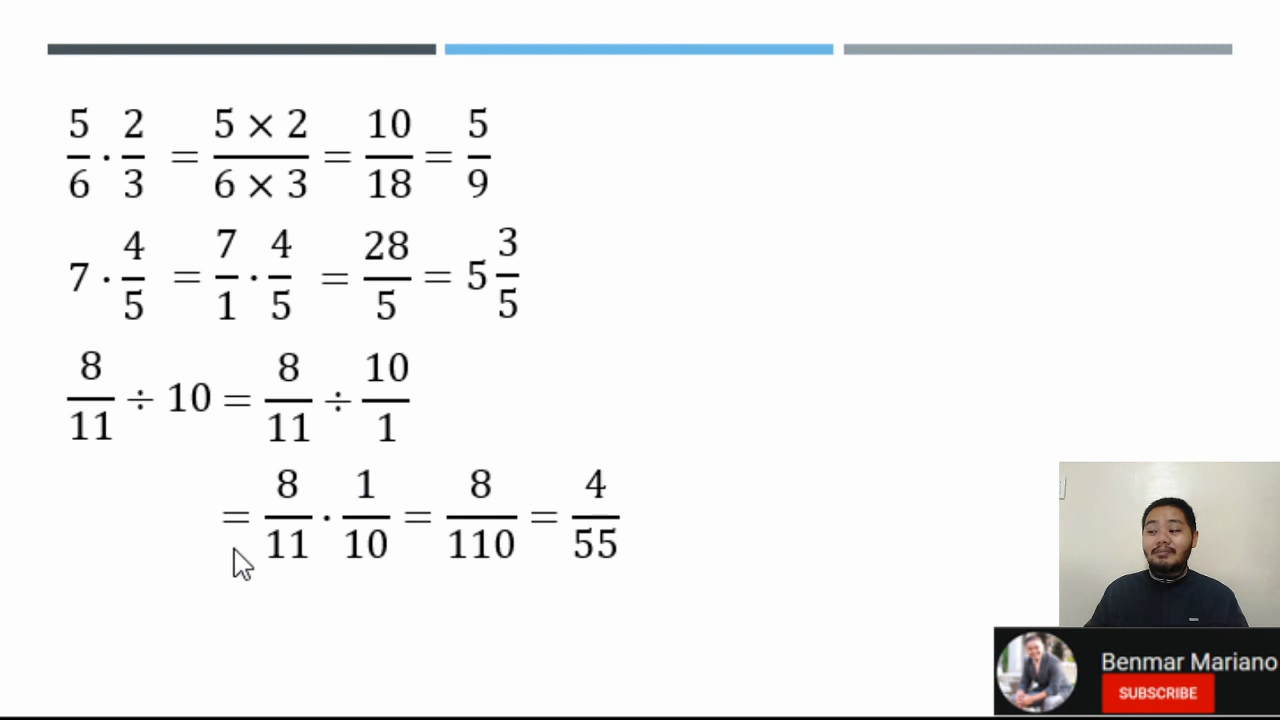 5/6 · 2/3 = (5 × 2)/(6 × 3) = 10/18 = 5/9
7 · 4/5 = 7/1 · 4/5 = 28/5 = 5 3/5
8/11 ÷ 10 = 8/11 ÷ 10/1
= 8/11 · 1/10 = 8/110 = 4/55
Benmar Mariano
SUBSCRIBE